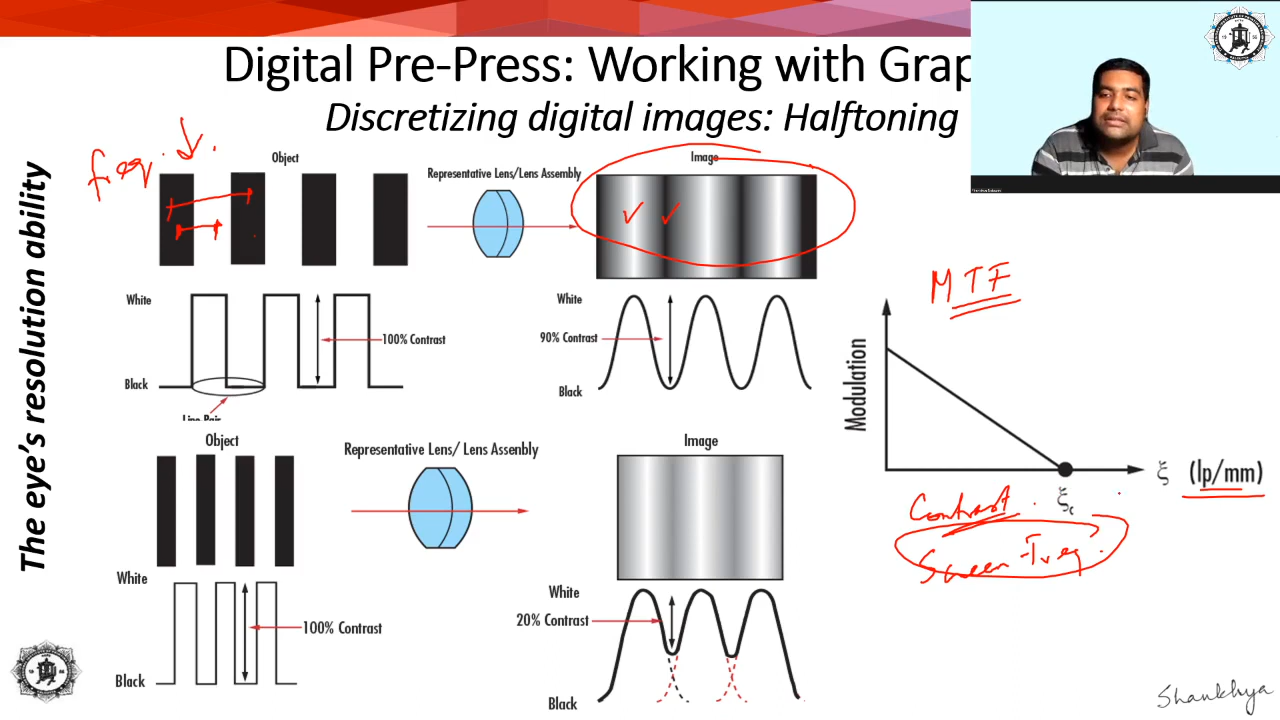 Digital Pre-Press: Working with Grap
Discretizing digital images: Halftoning
The eye's resolution ability
freq. ↓.
Object
Representative Lens/Lens Assembly
Image
White
100% Contrast
Black
Line Pair
White
90% Contrast
Black
MTF
Modulation
ξ (lp/mm)
ξc
Contrast.
Screen Freq.
Object
Representative Lens/ Lens Assembly
Image
White
100% Contrast
Black
White
20% Contrast
Black
Shankhya